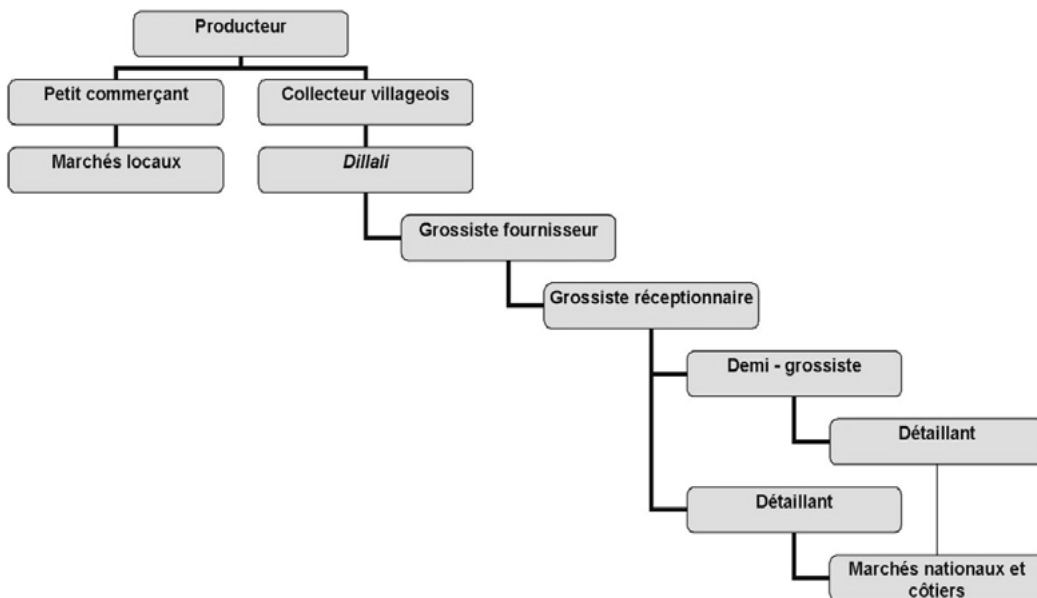 Producteur
Petit commerçant
Collecteur villageois
Marchés locaux
Dillali
Grossiste fournisseur
Grossiste réceptionnaire
Demi - grossiste
Détaillant
Détaillant
Marchés nationaux et
côtiers